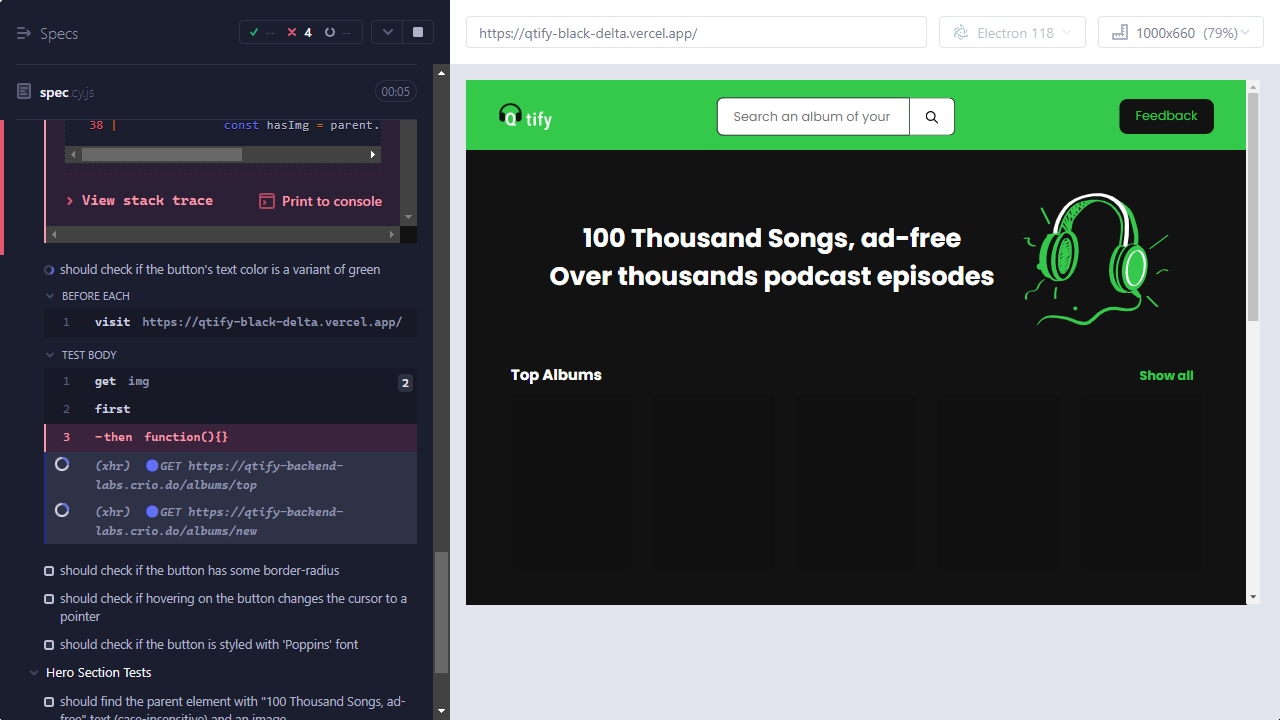 Specs
-- 4 --
spec.cy.js
00:05
38 | const hasImg = parent.
View stack trace
Print to console
should check if the button's text color is a variant of green
BEFORE EACH
1 visit https://qtify-black-delta.vercel.app/
TEST BODY
1 get img 2
2 first
3 -then function(){}
(xhr) GET https://qtify-backend-
labs.crio.do/albums/top
(xhr) GET https://qtify-backend-
labs.crio.do/albums/new
should check if the button has some border-radius
should check if hovering on the button changes the cursor to a
pointer
should check if the button is styled with 'Poppins' font
Hero Section Tests
should find the parent element with "100 Thousand Songs, ad-
free" text (case-insensitive) and an image
https://qtify-black-delta.vercel.app/
Electron 118
1000x660 (79%)
Qtify
Search an album of your
Feedback
100 Thousand Songs, ad-free
Over thousands podcast episodes
Top Albums
Show all